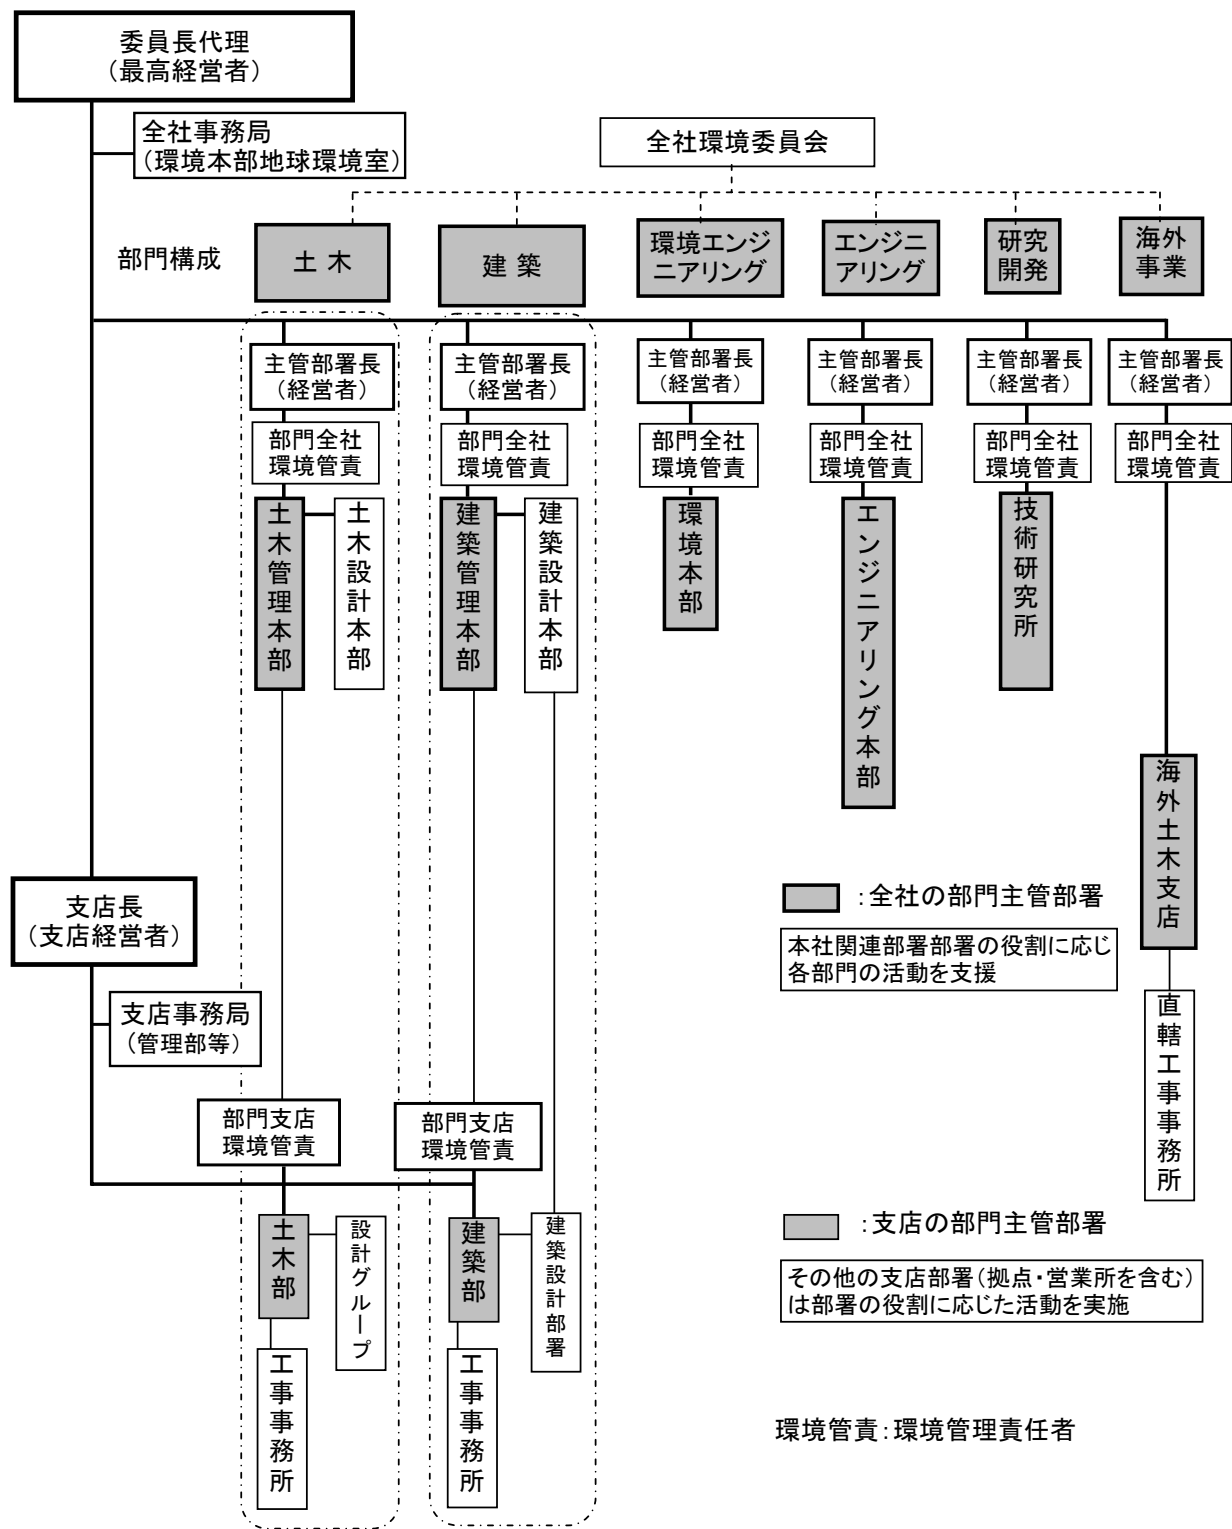 委員長代理
（最高経営者）
全社事務局
（環境本部地球環境室）
全社環境委員会
部門構成
土 木
建 築
環境エンジ
ニアリング
エンジニ
アリング
研究
開発
海外
事業
主管部署長
（経営者）
主管部署長
（経営者）
主管部署長
（経営者）
主管部署長
（経営者）
主管部署長
（経営者）
主管部署長
（経営者）
部門全社
環境管責
部門全社
環境管責
部門全社
環境管責
部門全社
環境管責
部門全社
環境管責
部門全社
環境管責
土木管理本部
土木設計本部
建築管理本部
建築設計本部
環境本部
エンジニアリング本部
技術研究所
海外土木支店
直轄工事事務所
支店長
（支店経営者）
支店事務局
（管理部等）
：全社の部門主管部署
本社関連部署部署の役割に応じ
各部門の活動を支援
部門支店
環境管責
部門支店
環境管責
土木部
設計グループ
建築部
建築設計部署
工事事務所
工事事務所
：支店の部門主管部署
その他の支店部署（拠点・営業所を含む）
は部署の役割に応じた活動を実施
環境管責：環境管理責任者